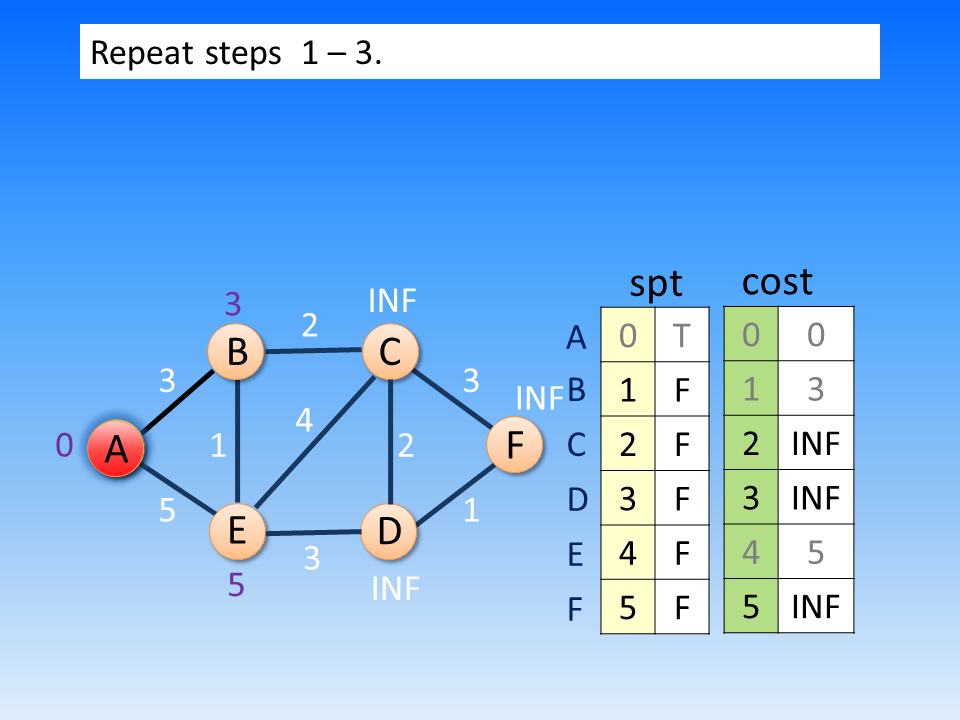 Repeat steps 1 – 3.
spt cost
3 INF
2
B C
3 3
INF
4
0 A 1 2 F
5 1
E D
3
5 INF
A 0 T 0 0
B 1 F 1 3
C 2 F 2 INF
D 3 F 3 INF
E 4 F 4 5
F 5 F 5 INF